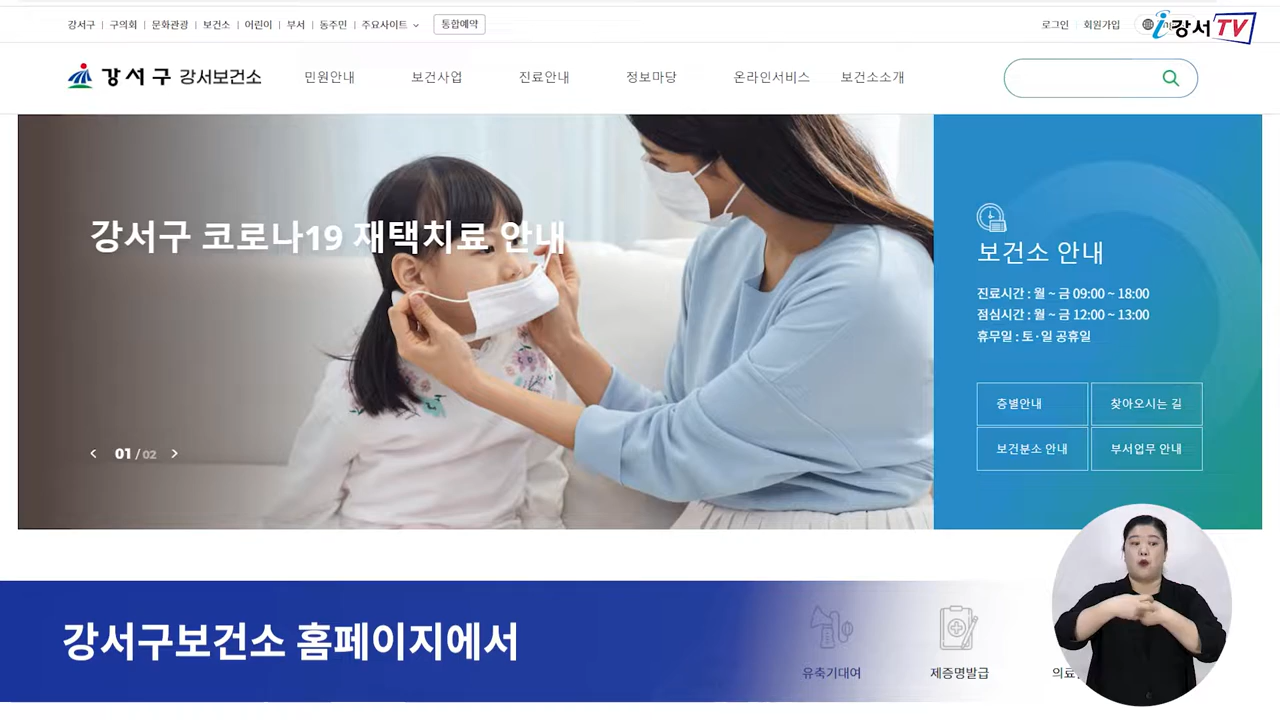 강서구 | 구의회 | 문화관광 | 보건소 | 어린이 | 부서 | 동주민 | 주요사이트 통합예약
로그인 | 회원가입
i강서TV
강서구 강서보건소
민원안내 보건사업 진료안내 정보마당 온라인서비스 보건소소개
강서구 코로나19 재택치료 안내
01 / 02
보건소 안내
진료시간 : 월 ~ 금 09:00 ~ 18:00
점심시간 : 월 ~ 금 12:00 ~ 13:00
휴무일 : 토·일 공휴일
층별안내 찾아오시는 길
보건분소 안내 부서업무 안내
강서구보건소 홈페이지에서
유축기대여 제증명발급